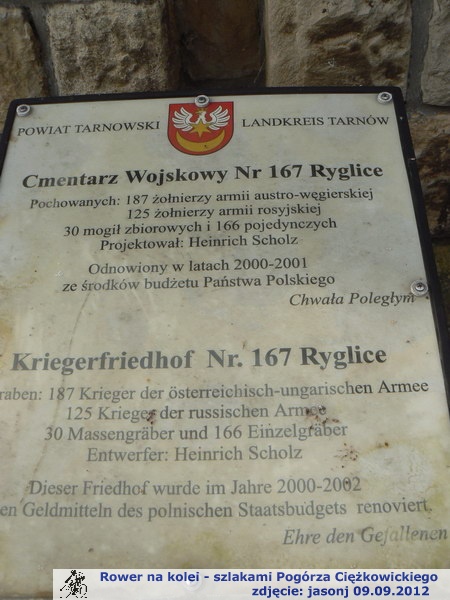 POWIAT TARNOWSKI LANDKREIS TARNÓW
Cmentarz Wojskowy Nr 167 Ryglice
Pochowanych: 187 żołnierzy armii austro-węgierskiej
125 żołnierzy armii rosyjskiej
30 mogił zbiorowych i 166 pojedynczych
Projektował: Heinrich Scholz
Odnowiony w latach 2000-2001
ze środków budżetu Państwa Polskiego
Chwała Poległym
Kriegerfriedhof Nr. 167 Ryglice
raben: 187 Krieger der österreichisch-ungarischen Armee
125 Krieger der russischen Armee
30 Massengräber und 166 Einzelgräber
Entwerfer: Heinrich Scholz
Dieser Friedhof wurde im Jahre 2000-2002
en Geldmitteln des polnischen Staatsbudgets renoviert.
Ehre den Gefallenen
Rower na kolei - szlakami Pogórza Ciężkowickiego
zdjęcie: jasonj 09.09.2012